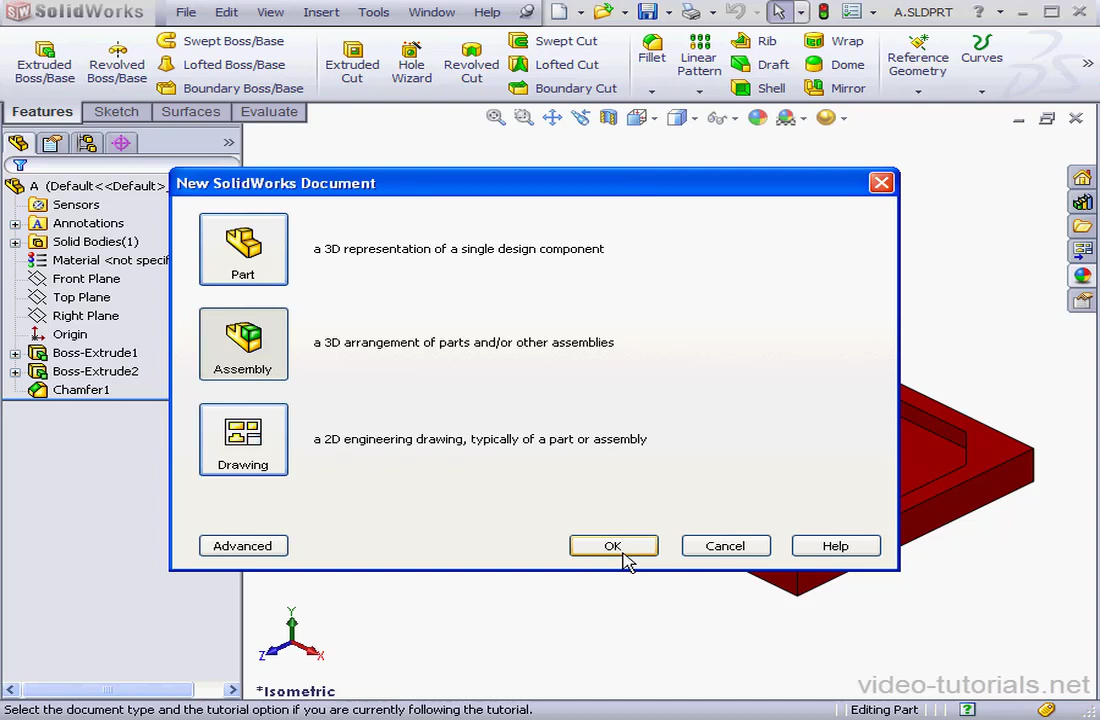 SolidWorks File Edit View Insert Tools Window Help A.SLDPRT
Extruded Boss/Base
Revolved Boss/Base
Swept Boss/Base
Lofted Boss/Base
Boundary Boss/Base
Extruded Cut
Hole Wizard
Revolved Cut
Swept Cut
Lofted Cut
Boundary Cut
Fillet
Linear Pattern
Rib
Draft
Shell
Wrap
Dome
Mirror
Reference Geometry
Curves
Features Sketch Surfaces Evaluate
A (Default<<Default>_
Sensors
Annotations
Solid Bodies(1)
Material <not specif
Front Plane
Top Plane
Right Plane
Origin
Boss-Extrude1
Boss-Extrude2
Chamfer1
New SolidWorks Document
Part
a 3D representation of a single design component
Assembly
a 3D arrangement of parts and/or other assemblies
Drawing
a 2D engineering drawing, typically of a part or assembly
Advanced OK Cancel Help
Y
Z X
*Isometric
video-tutorials.net
Select the document type and the tutorial option if you are currently following the tutorial. Editing Part